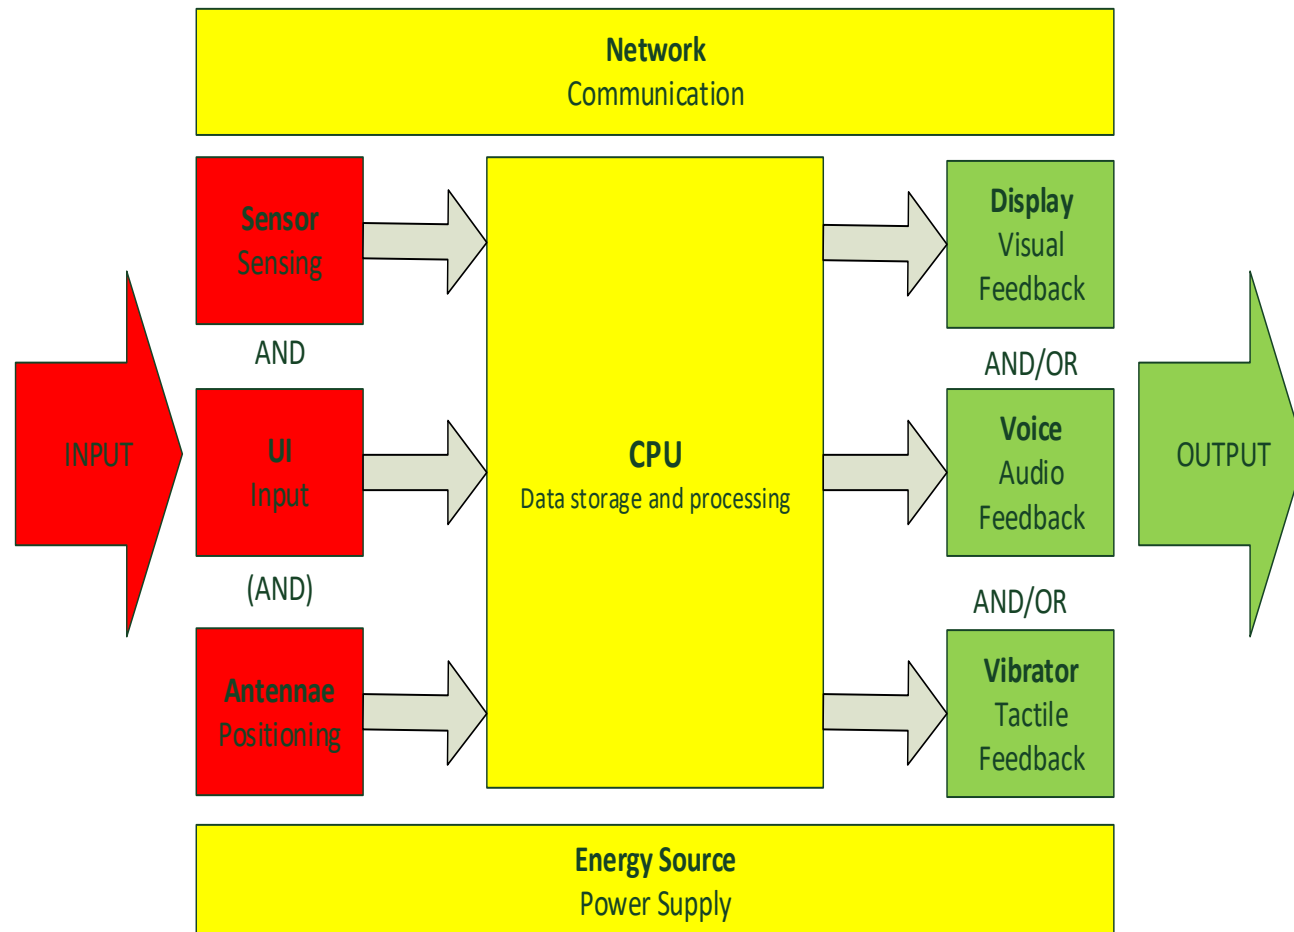 Network
Communication
Sensor
Sensing
AND
UI
Input
(AND)
Antennae
Positioning
INPUT
CPU
Data storage and processing
Display
Visual
Feedback
AND/OR
Voice
Audio
Feedback
AND/OR
Vibrator
Tactile
Feedback
OUTPUT
Energy Source
Power Supply